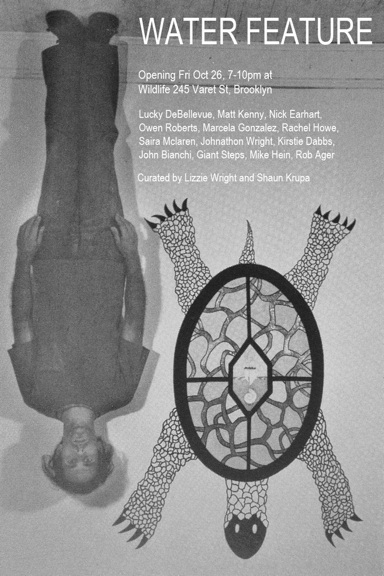 WATER FEATURE
Opening Fri Oct 26, 7-10pm at
Wildlife 245 Varet St, Brooklyn
Lucky DeBellevue, Matt Kenny, Nick Earhart,
Owen Roberts, Marcela Gonzalez, Rachel Howe,
Saira Mclaren, Johnathon Wright, Kirstie Dabbs,
John Bianchi, Giant Steps, Mike Hein, Rob Ager
Curated by Lizzie Wright and Shaun Krupa